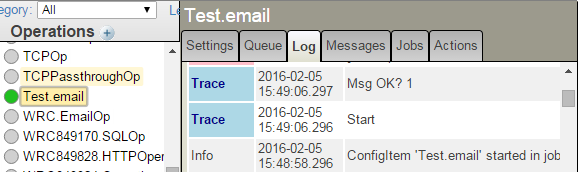 egory: All Le
Operations
TCPOp
TCPPassthroughOp
Test.email
WRC.EmailOp
WRC849170.SQLOp
WRC849828.HTTPOper
Test.email
Settings Queue Log Messages Jobs Actions
Trace 2016-02-05 15:49:06.297 Msg OK? 1
Trace 2016-02-05 15:49:06.296 Start
Info 2016-02-05 15:48:58.296 ConfigItem 'Test.email' started in job